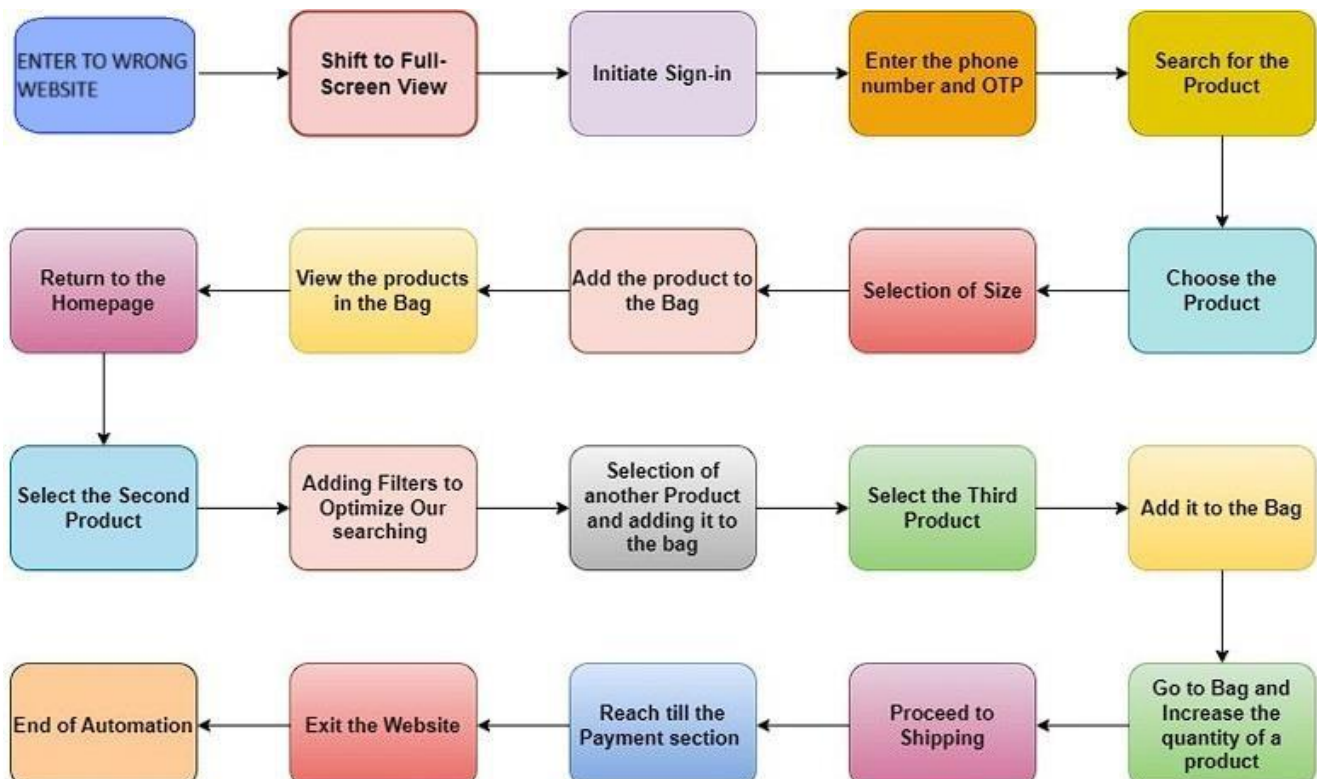 ENTER TO WRONG
WEBSITE
Shift to Full-
Screen View
Initiate Sign-in
Enter the phone
number and OTP
Search for the
Product
Choose the
Product
Selection of Size
Add the product to
the Bag
View the products
in the Bag
Return to the
Homepage
Select the Second
Product
Adding Filters to
Optimize Our
searching
Selection of
another Product
and adding it to
the bag
Select the Third
Product
Add it to the Bag
Go to Bag and
Increase the
quantity of a
product
Proceed to
Shipping
Reach till the
Payment section
Exit the Website
End of Automation